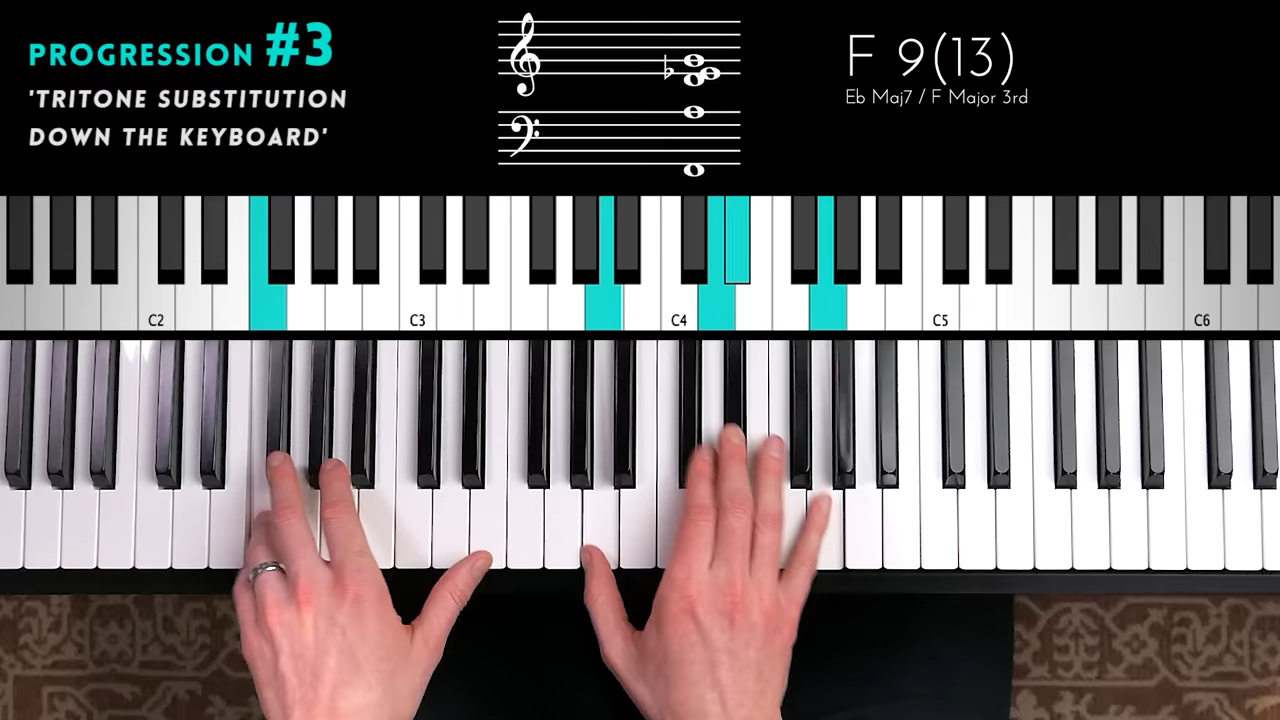 PROGRESSION #3
'TRITONE SUBSTITUTION
DOWN THE KEYBOARD'
F 9(13)
Eb Maj7 / F Major 3rd
C2
C3
C4
C5
C6